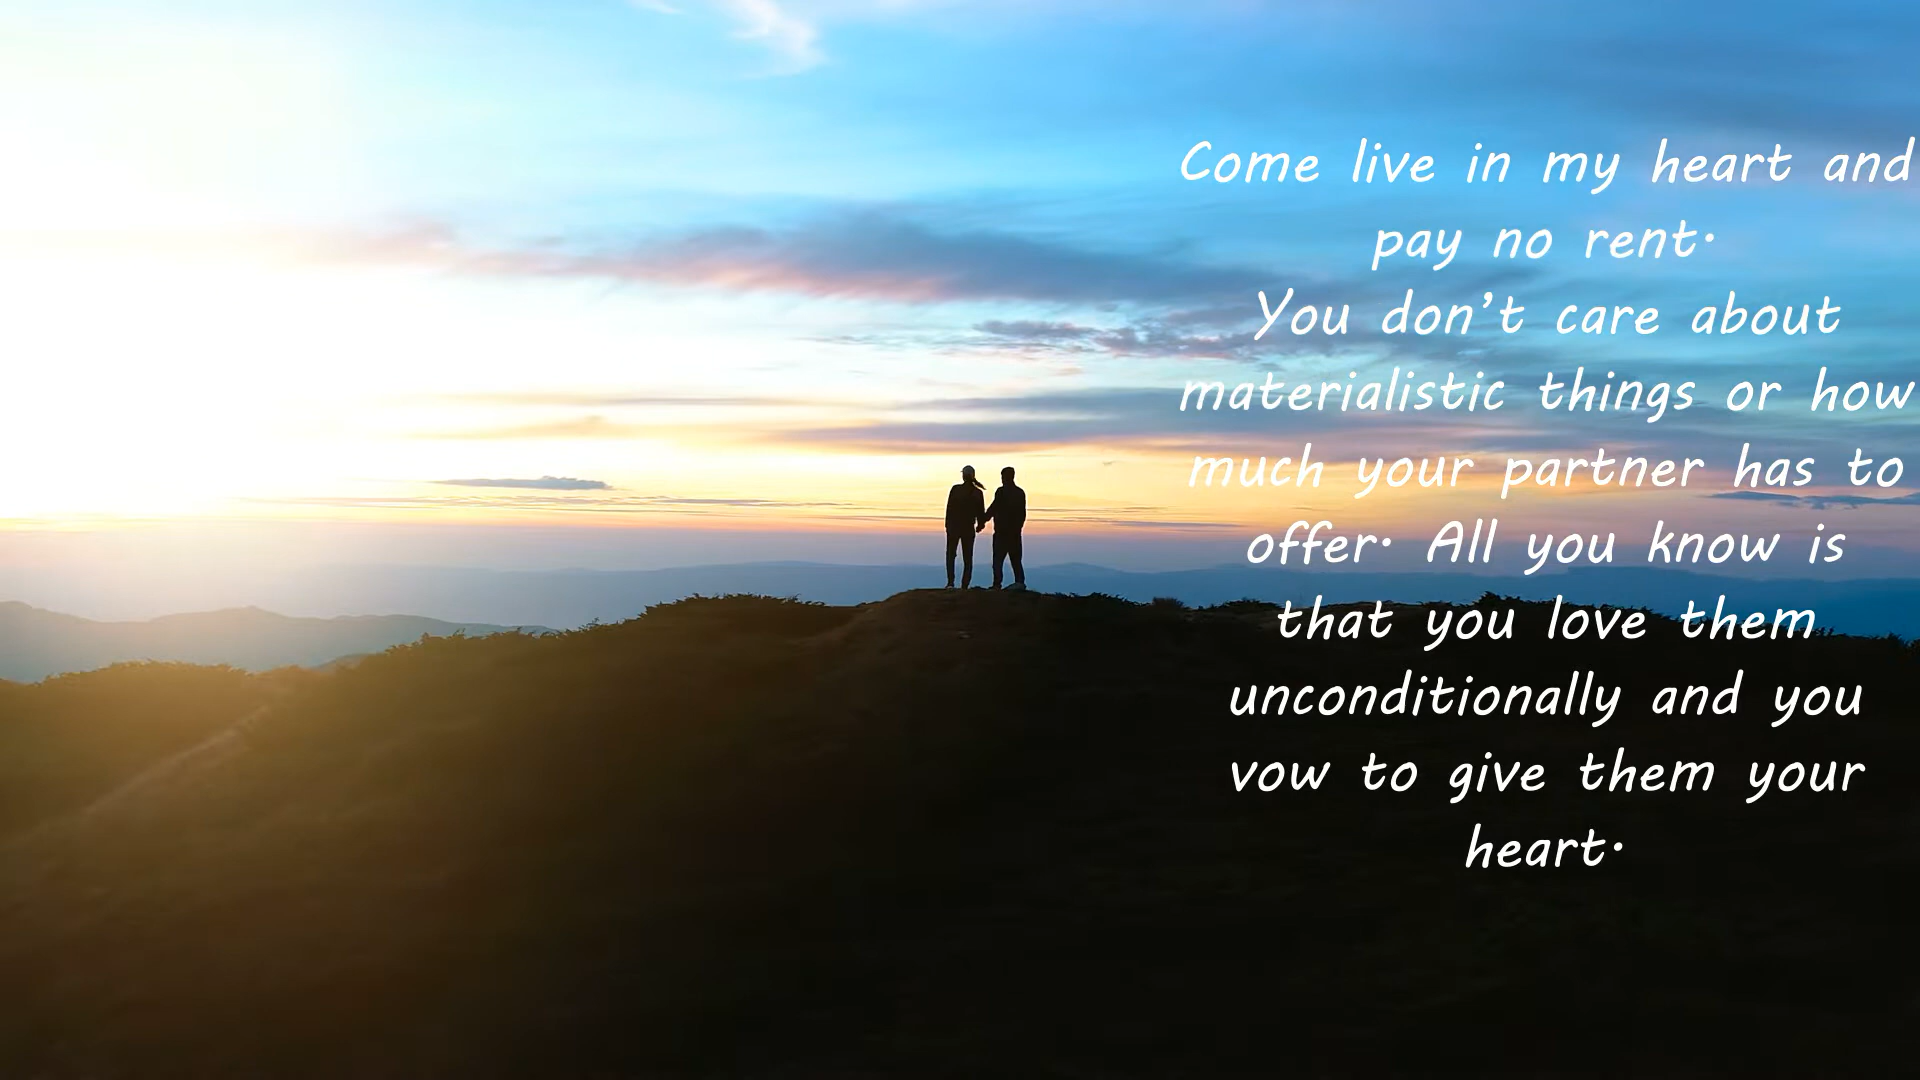 Come live in my heart and
pay no rent.
You don’t care about
materialistic things or how
much your partner has to
offer. All you know is
that you love them
unconditionally and you
vow to give them your
heart.